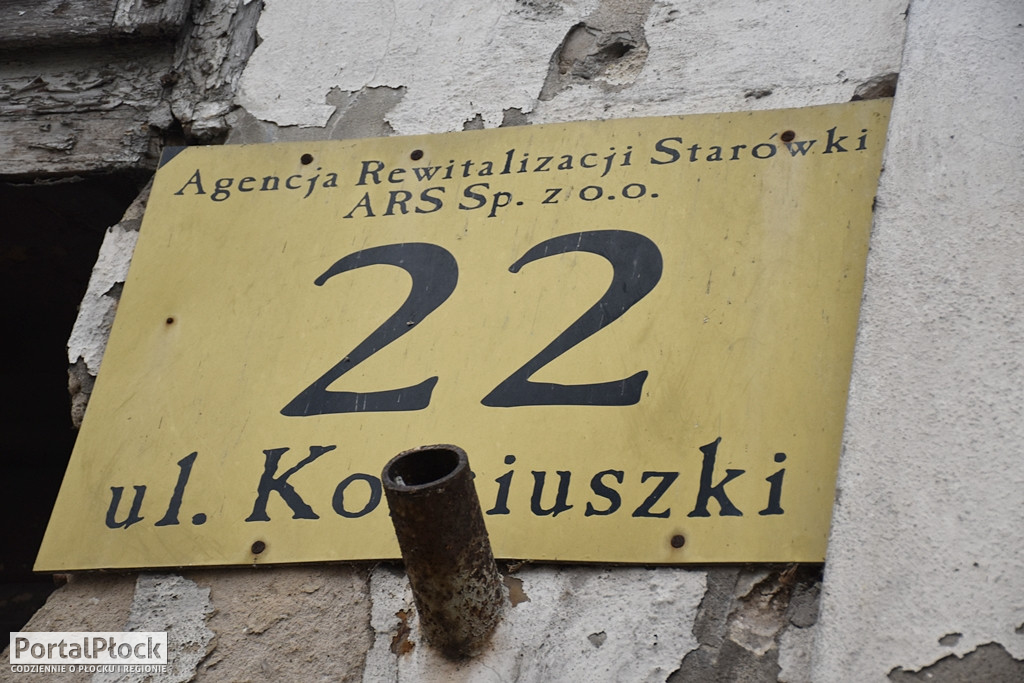 Agencja Rewitalizacji Starówki
ARS Sp. z o.o.
22
ul.
PortalPłock
CODZIENNIE O PŁOCKU I REGIONIE